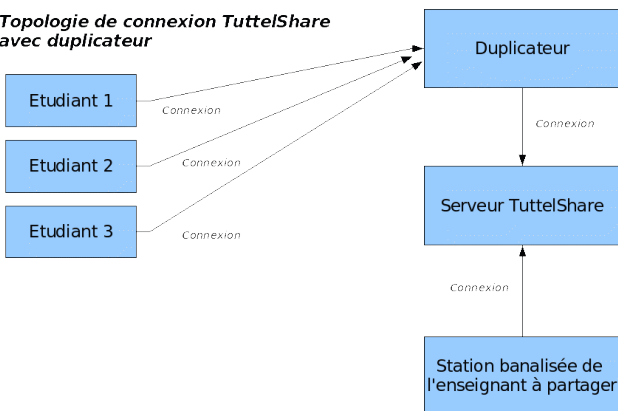 Topologie de connexion TuttelShare
avec duplicateur
Duplicateur
Etudiant 1
Connexion
Connexion
Etudiant 2
Connexion
Serveur TuttelShare
Etudiant 3
Connexion
Connexion
Station banalisée de
l'enseignant à partager